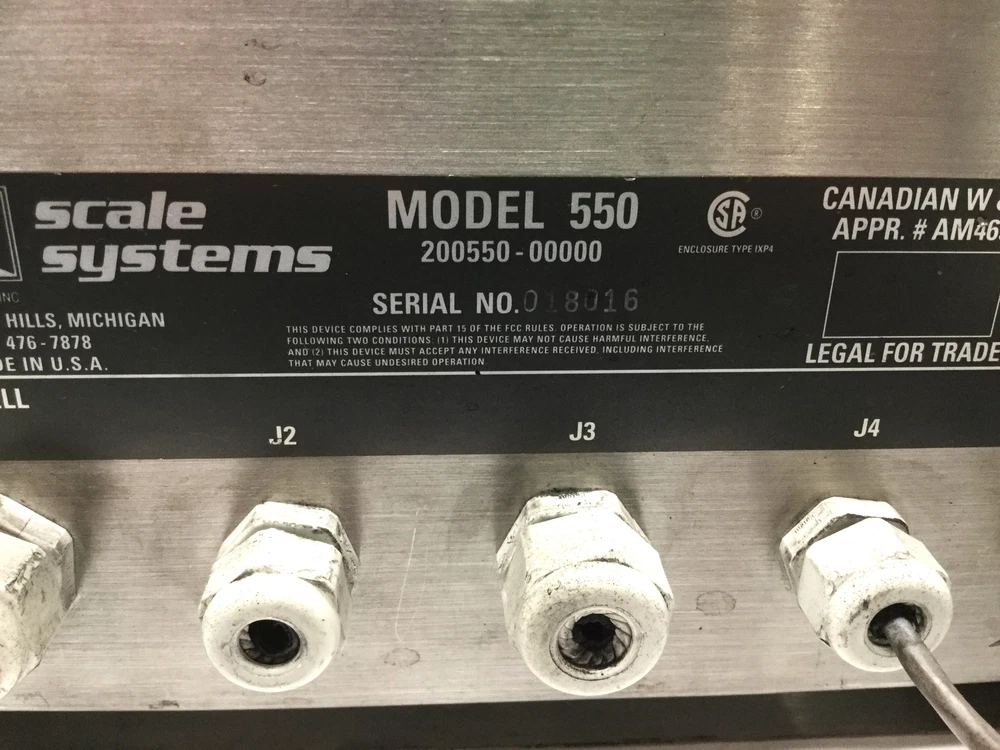 scale
systems
INC
HILLS, MICHIGAN
476-7878
DE IN U.S.A.
MODEL 550
200550-00000
SERIAL NO. 018016
THIS DEVICE COMPLIES WITH PART 15 OF THE FCC RULES. OPERATION IS SUBJECT TO THE
FOLLOWING TWO CONDITIONS: (1) THIS DEVICE MAY NOT CAUSE HARMFUL INTERFERENCE,
AND (2) THIS DEVICE MUST ACCEPT ANY INTERFERENCE RECEIVED, INCLUDING INTERFERENCE
THAT MAY CAUSE UNDESIRED OPERATION.
SA ®
ENCLOSURE TYPE IXP4
CANADIAN W &
APPR. # AM46
LEGAL FOR TRADE
ELL
J2
J3
J4